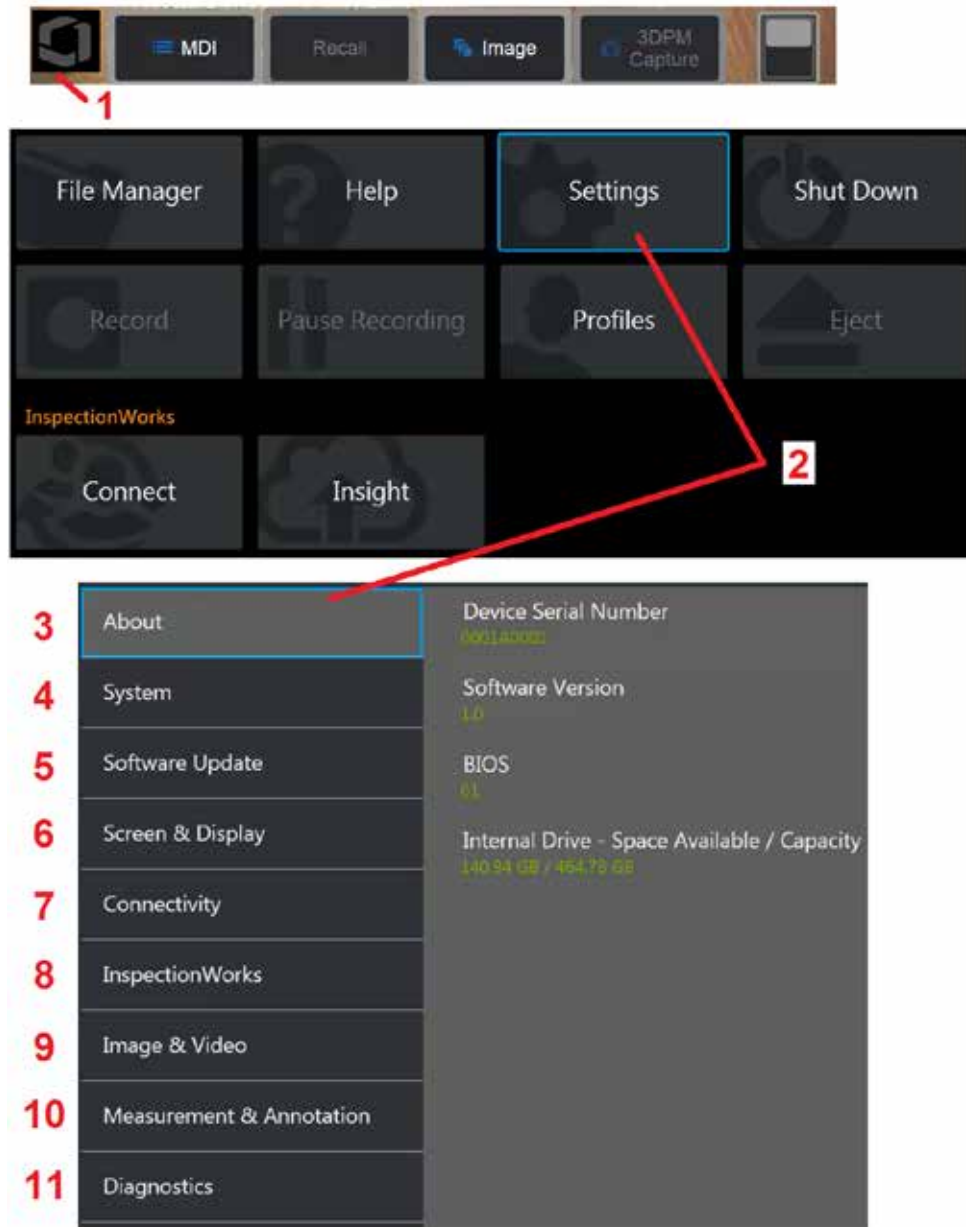 MDI
Recall
Image
3DPM
Capture
1
File Manager
Help
Settings
Shut Down
Record
Pause Recording
Profiles
Eject
InspectionWorks
Connect
Insight
2
3 About
4 System
5 Software Update
6 Screen & Display
7 Connectivity
8 InspectionWorks
9 Image & Video
10 Measurement & Annotation
11 Diagnostics
Device Serial Number
Software Version
1.0
BIOS
01
Internal Drive - Space Available / Capacity
140.94 GB / 464.78 GB